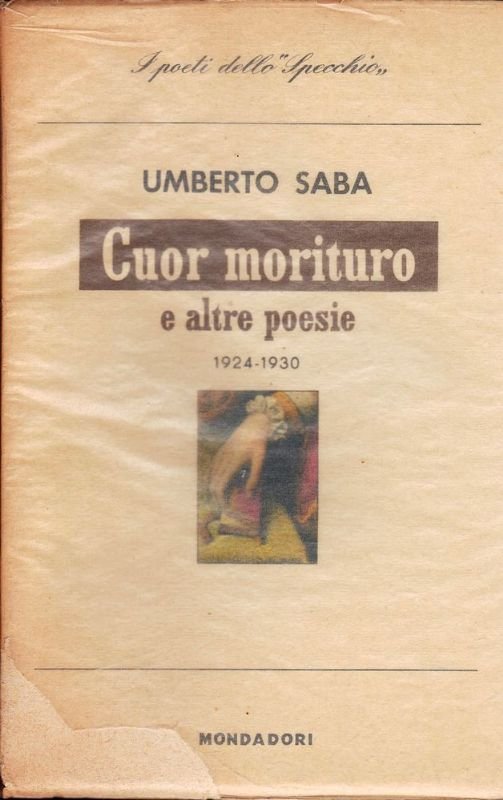 I poeti dello "Specchio„
UMBERTO SABA
Cuor morituro
e altre poesie
1924-1930
MONDADORI